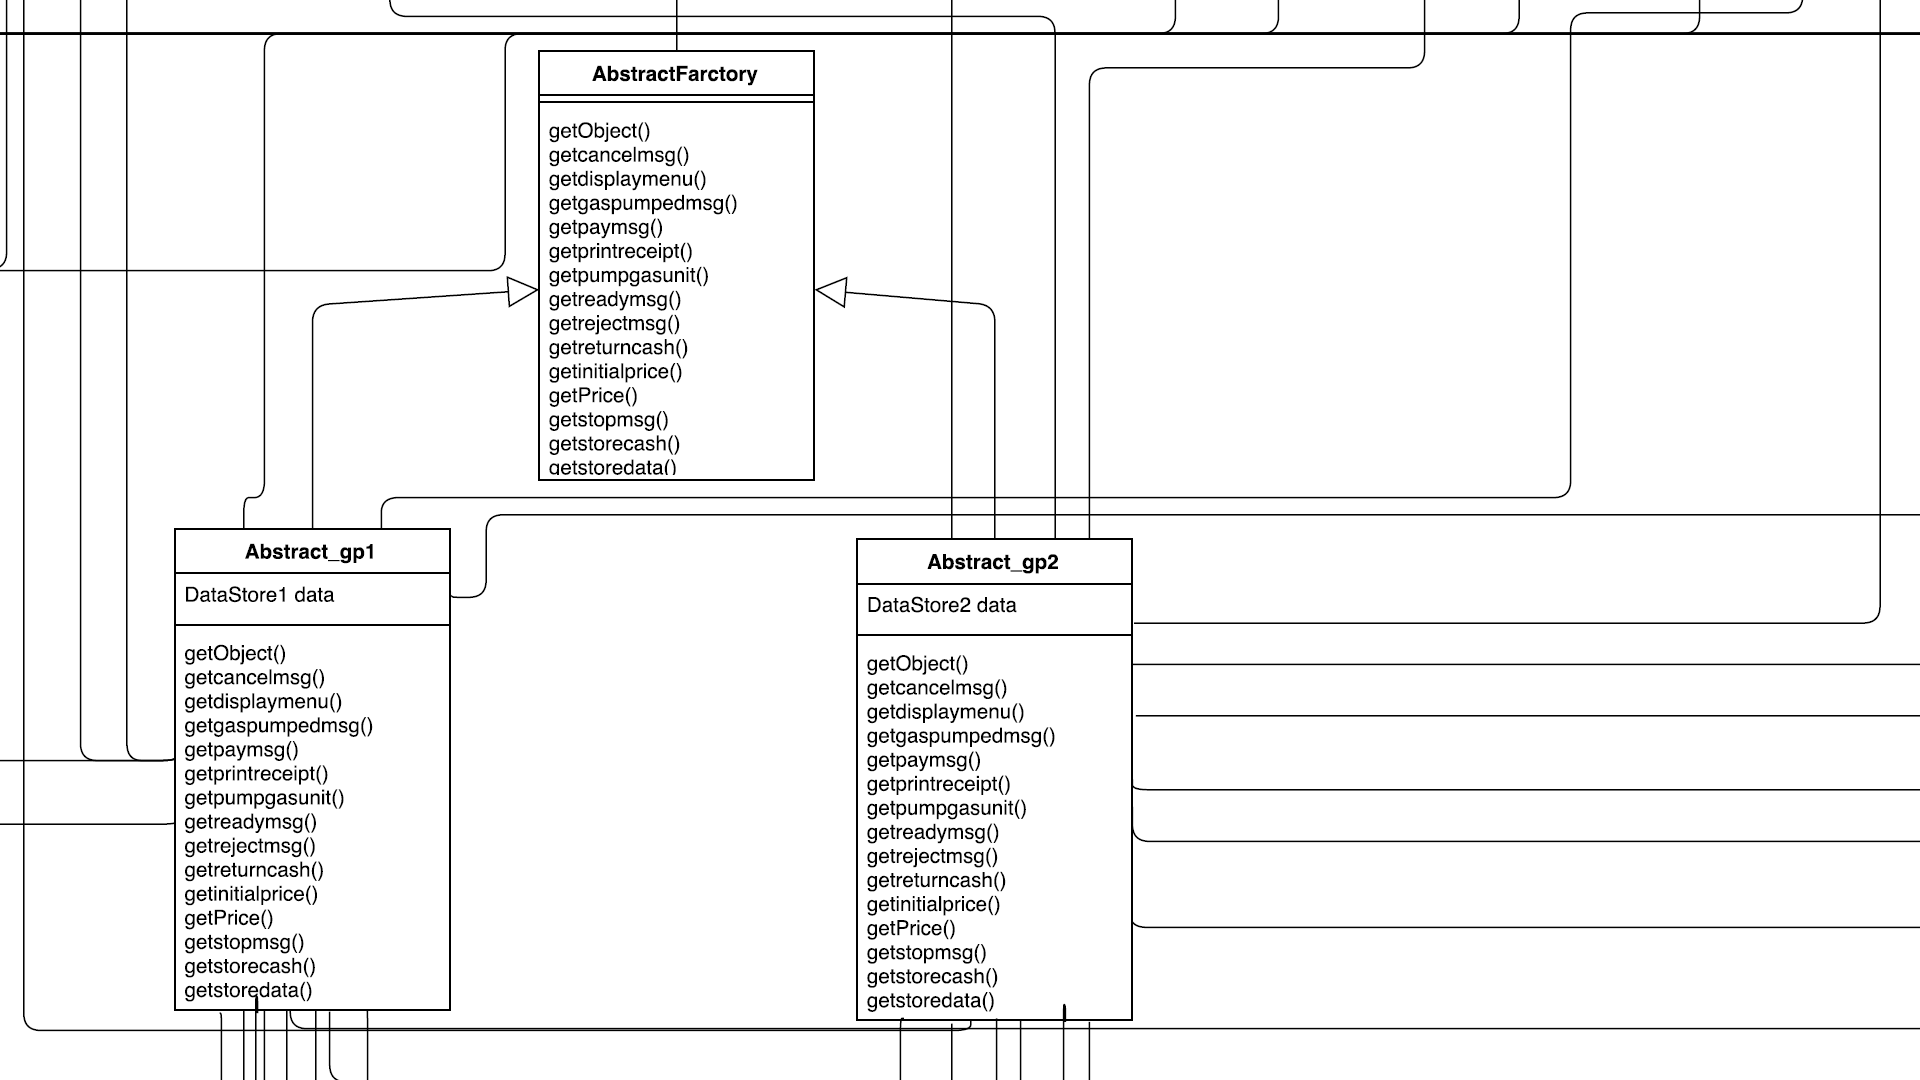 AbstractFarctory
getObject()
getcancelmsg()
getdisplaymenu()
getgaspumpedmsg()
getpaymsg()
getprintreceipt()
getpumpgasunit()
getreadymsg()
getrejectmsg()
getreturncash()
getinitialprice()
getPrice()
getstopmsg()
getstorecash()
getstoredata()
Abstract_gp1
DataStore1 data
getObject()
getcancelmsg()
getdisplaymenu()
getgaspumpedmsg()
getpaymsg()
getprintreceipt()
getpumpgasunit()
getreadymsg()
getrejectmsg()
getreturncash()
getinitialprice()
getPrice()
getstopmsg()
getstorecash()
getstoredata()
Abstract_gp2
DataStore2 data
getObject()
getcancelmsg()
getdisplaymenu()
getgaspumpedmsg()
getpaymsg()
getprintreceipt()
getpumpgasunit()
getreadymsg()
getrejectmsg()
getreturncash()
getinitialprice()
getPrice()
getstopmsg()
getstorecash()
getstoredata()